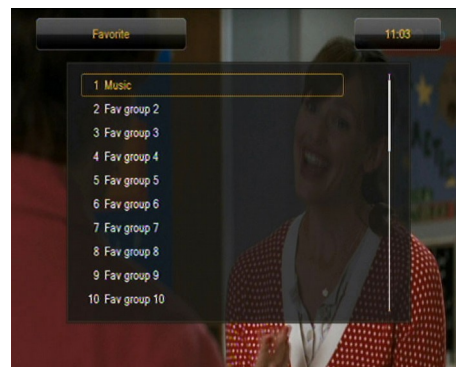 Favorite
11:03
1 Music
2 Fav group 2
3 Fav group 3
4 Fav group 4
5 Fav group 5
6 Fav group 6
7 Fav group 7
8 Fav group 8
9 Fav group 9
10 Fav group 10